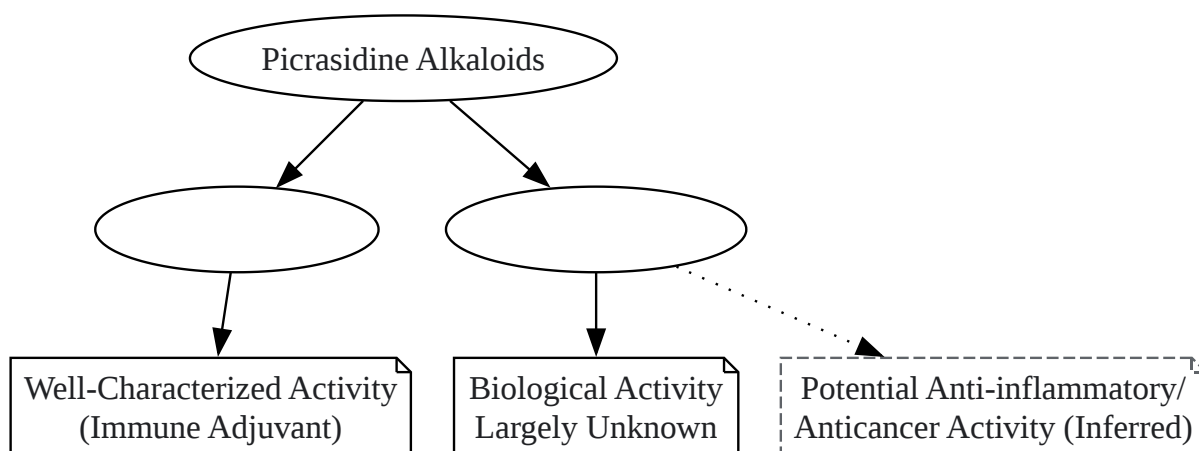 Picrasidine Alkaloids
Well-Characterized Activity
(Immune Adjuvant)
Biological Activity
Largely Unknown
Potential Anti-inflammatory/
Anticancer Activity (Inferred)